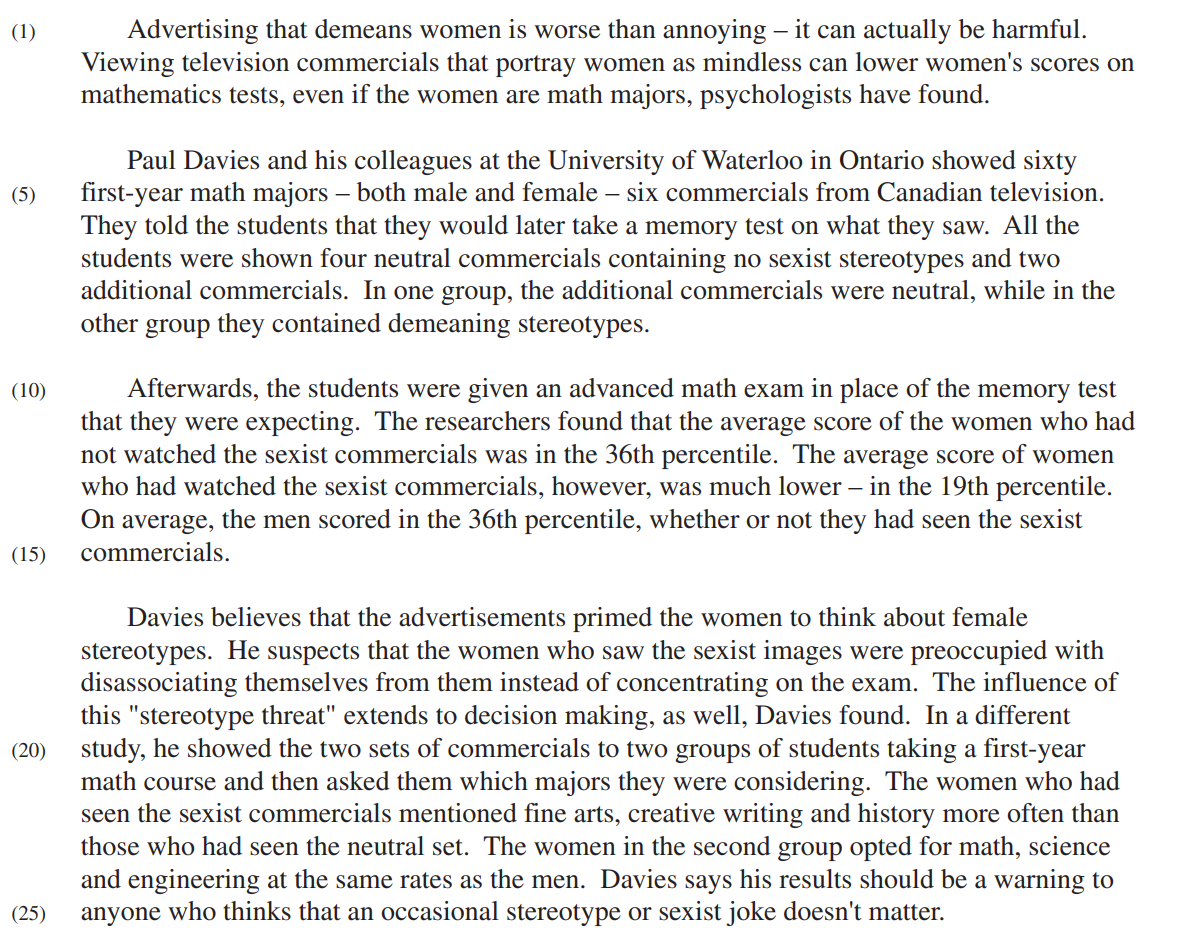 (1) Advertising that demeans women is worse than annoying – it can actually be harmful.
Viewing television commercials that portray women as mindless can lower women's scores on
mathematics tests, even if the women are math majors, psychologists have found.
Paul Davies and his colleagues at the University of Waterloo in Ontario showed sixty
(5) first-year math majors – both male and female – six commercials from Canadian television.
They told the students that they would later take a memory test on what they saw. All the
students were shown four neutral commercials containing no sexist stereotypes and two
additional commercials. In one group, the additional commercials were neutral, while in the
other group they contained demeaning stereotypes.
(10) Afterwards, the students were given an advanced math exam in place of the memory test
that they were expecting. The researchers found that the average score of the women who had
not watched the sexist commercials was in the 36th percentile. The average score of women
who had watched the sexist commercials, however, was much lower – in the 19th percentile.
On average, the men scored in the 36th percentile, whether or not they had seen the sexist
(15) commercials.
Davies believes that the advertisements primed the women to think about female
stereotypes. He suspects that the women who saw the sexist images were preoccupied with
disassociating themselves from them instead of concentrating on the exam. The influence of
this "stereotype threat" extends to decision making, as well, Davies found. In a different
(20) study, he showed the two sets of commercials to two groups of students taking a first-year
math course and then asked them which majors they were considering. The women who had
seen the sexist commercials mentioned fine arts, creative writing and history more often than
those who had seen the neutral set. The women in the second group opted for math, science
and engineering at the same rates as the men. Davies says his results should be a warning to
(25) anyone who thinks that an occasional stereotype or sexist joke doesn't matter.